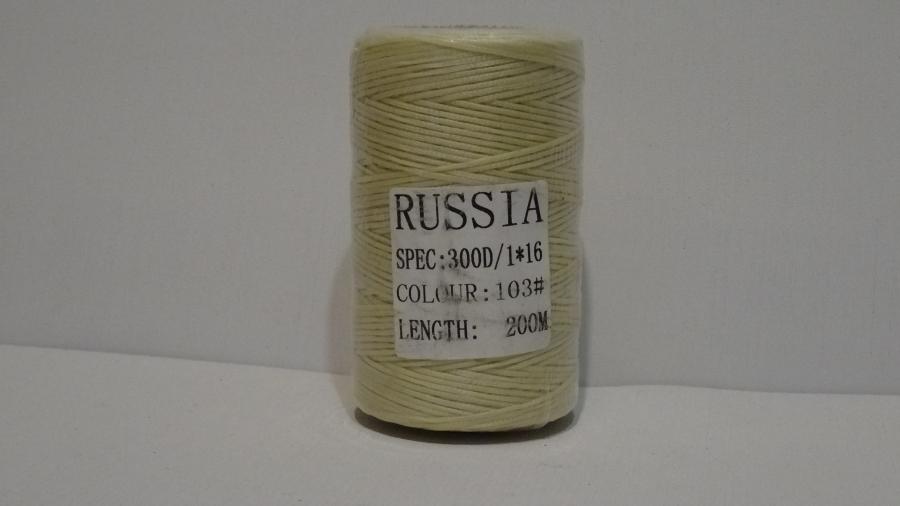 RUSSIA
SPEC:300D/1*16
COLOUR:103#
LENGTH: 200M